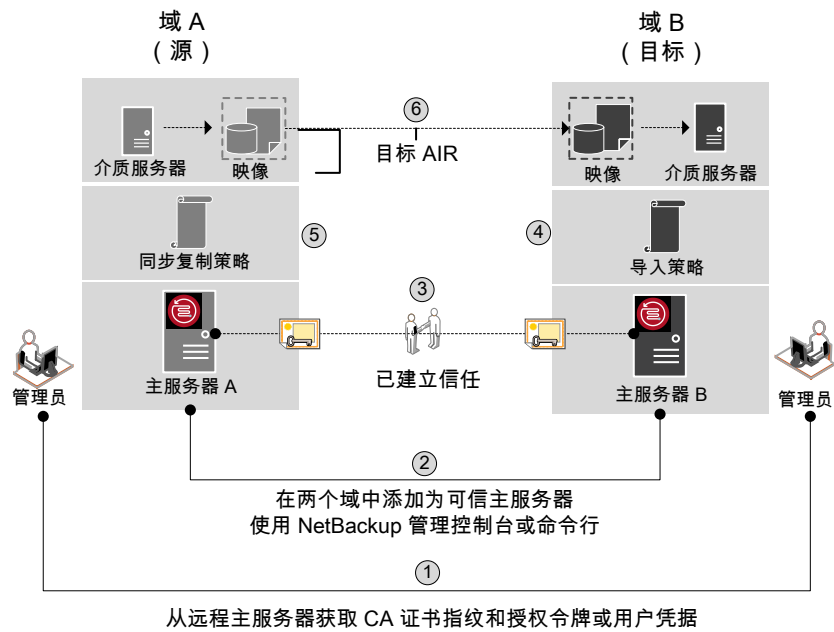 域 A
（源）
域 B
（目标）
⑥
目标 AIR
介质服务器
映像
映像
介质服务器
⑤
④
同步复制策略
导入策略
③
已建立信任
主服务器 A
主服务器 B
管理员
管理员
②
在两个域中添加为可信主服务器
使用 NetBackup 管理控制台或命令行
①
从远程主服务器获取 CA 证书指纹和授权令牌或用户凭据